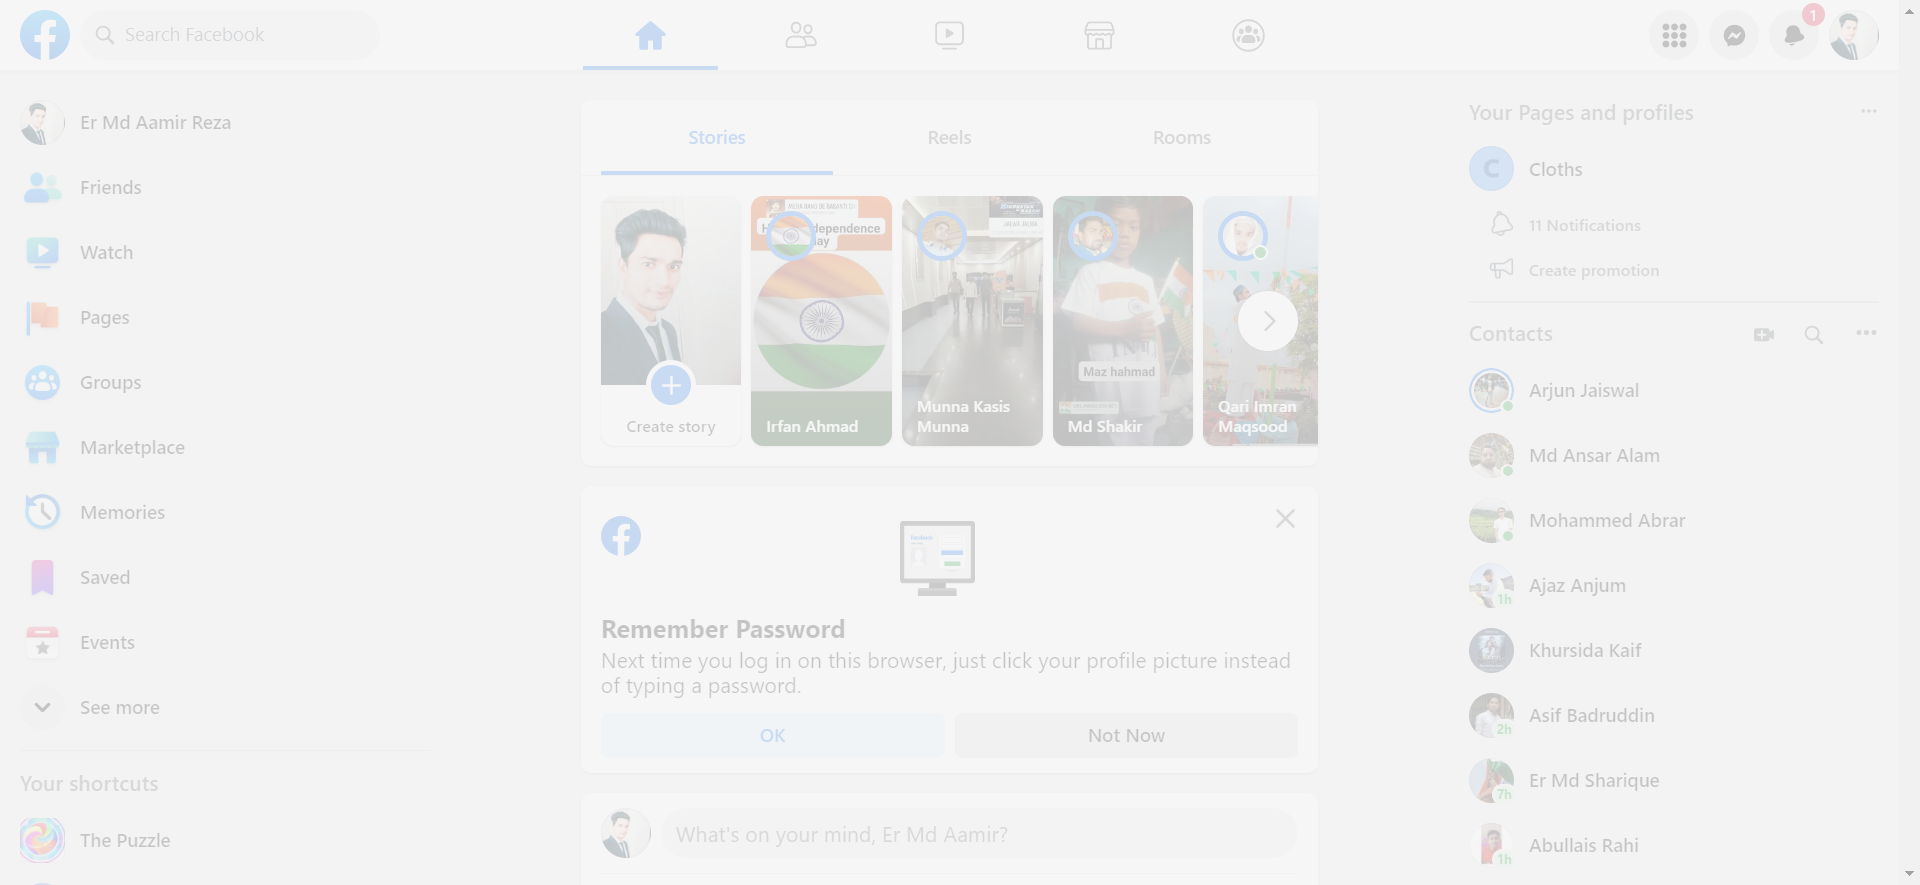 Search Facebook
1
Er Md Aamir Reza
Friends
Watch
Pages
Groups
Marketplace
Memories
Saved
Events
See more
Your shortcuts
The Puzzle
Stories
Reels
Rooms
Create story
Irfan Ahmad
Munna Kasis
Munna
Maz hahmad
Md Shakir
Qari Imran
Maqsood
Remember Password
Next time you log in on this browser, just click your profile picture instead
of typing a password.
OK
Not Now
What's on your mind, Er Md Aamir?
Your Pages and profiles
C
Cloths
11 Notifications
Create promotion
Contacts
Arjun Jaiswal
Md Ansar Alam
Mohammed Abrar
Ajaz Anjum
1h
Khursida Kaif
Asif Badruddin
2h
Er Md Sharique
7h
Abullais Rahi
1h